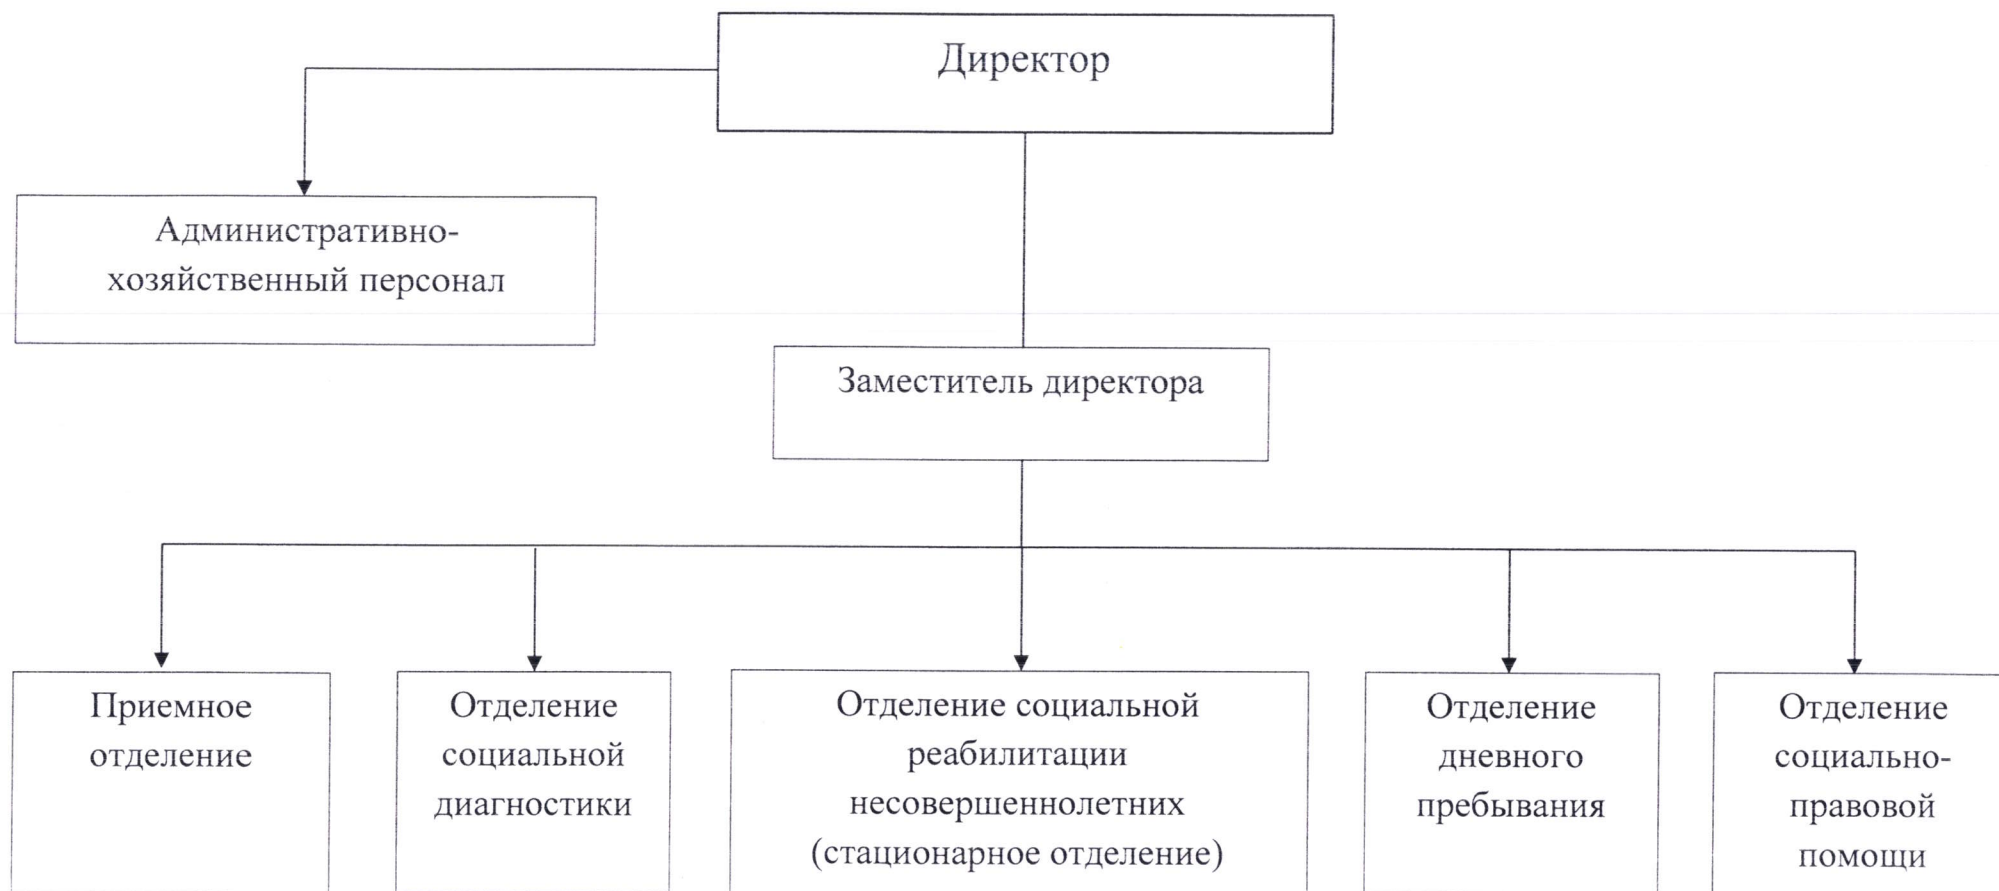 Директор
Административно-
хозяйственный персонал
Заместитель директора
Приемное
отделение
Отделение
социальной
диагностики
Отделение социальной
реабилитации
несовершеннолетних
(стационарное отделение)
Отделение
дневного
пребывания
Отделение
социально-
правовой
помощи